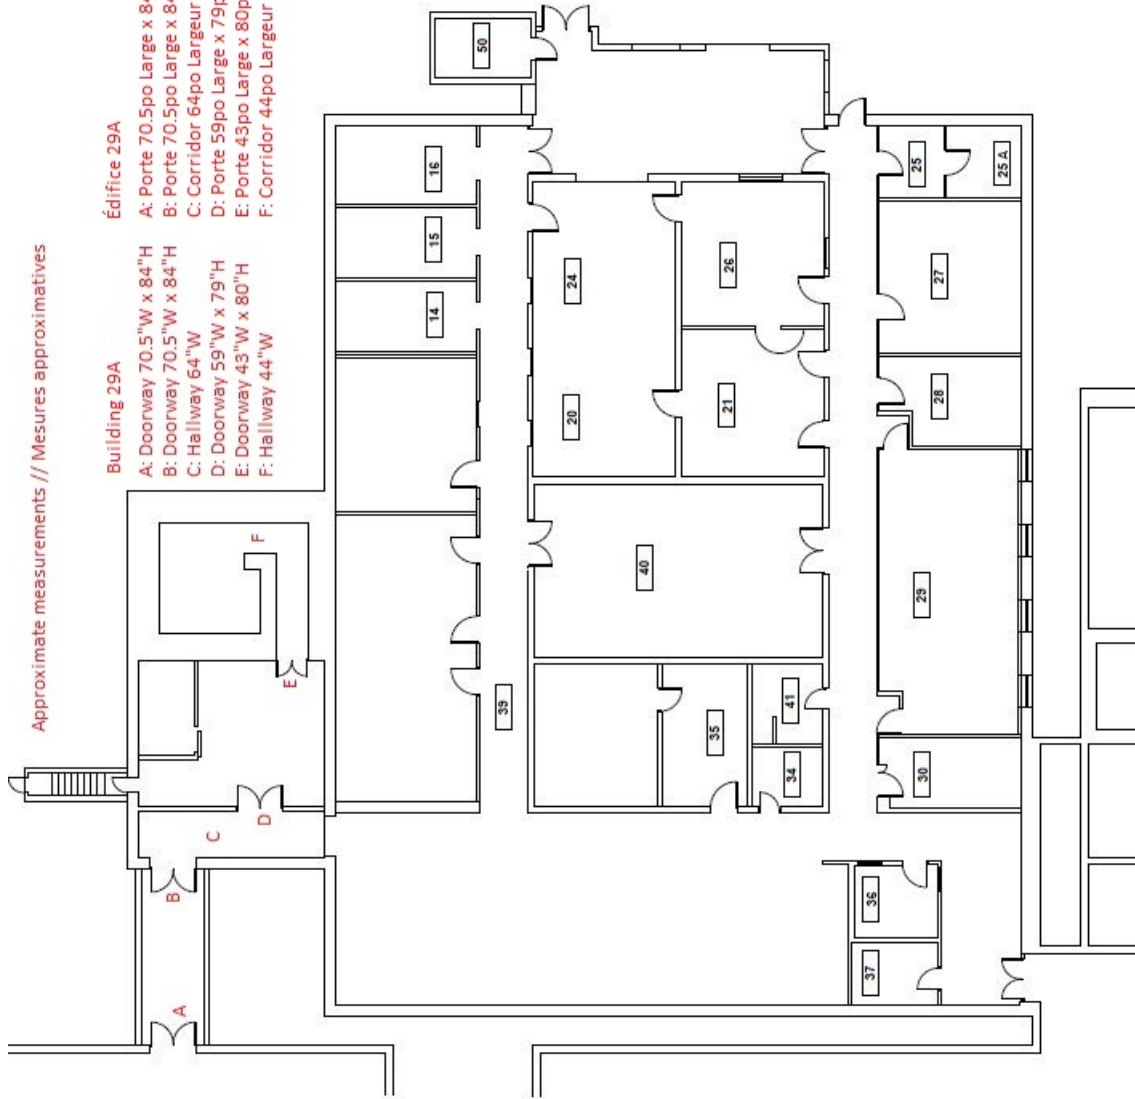 Approximate measurements // Mesures approximatives
Building 29A
A: Doorway 70.5"W x 84"H
B: Doorway 70.5"W x 84"H
C: Hallway 64"W
D: Doorway 59"W x 79"H
E: Doorway 43"W x 80"H
F: Hallway 44"W
Édifice 29A
A: Porte 70.5po Large x 84
B: Porte 70.5po Large x 84
C: Corridor 64po Largeur
D: Porte 59po Large x 79p
E: Porte 43po Large x 80p
F: Corridor 44po Largeur
A
B
C
D
E
F
50
16
15
14
24
20
26
21
25
25 A
27
28
29
30
40
39
35
41
34
36
37